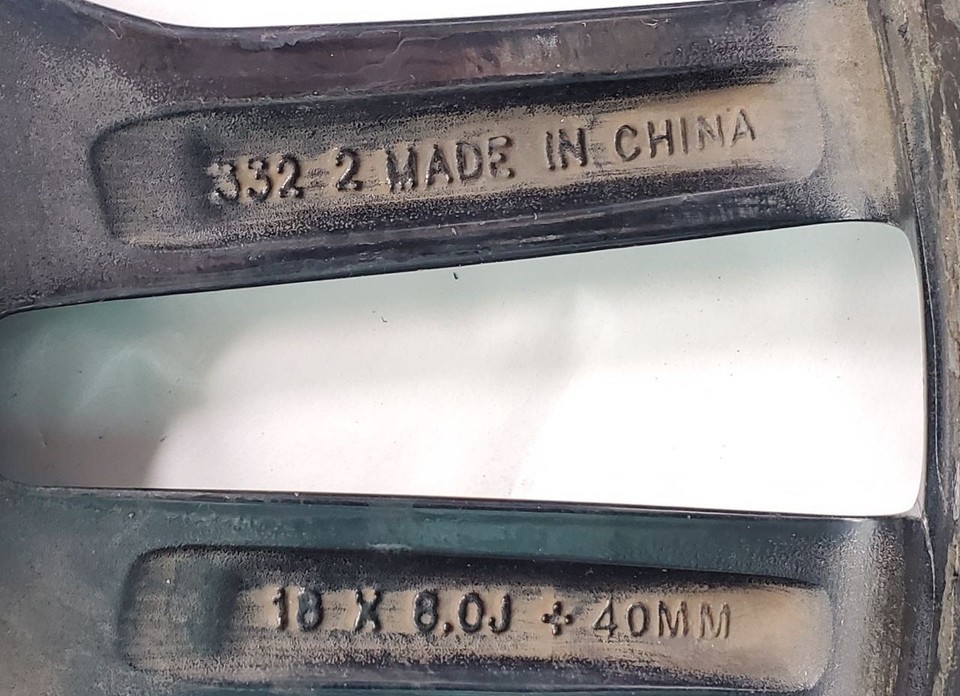 332-2 MADE IN CHINA
18 X 8.0J + 40MM